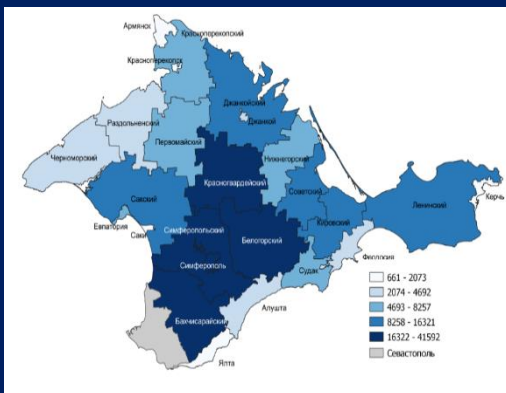 Армянск
Красноперекопский
Красноперекопск
Джанкойский
Джанкой
Раздольненский
Первомайский
Черноморский
Нижнегорский
Красногвардейский
Советский
Сакский
Ленинский
Керчь
Кировский
Симферопольский
Белогорский
Евпатория
Саки
Симферополь
Феодосия
Судак
Алушта
Бахчисарайский
Ялта
661 - 2073
2074 - 4692
4693 - 8257
8258 - 16321
16322 - 41592
Севастополь